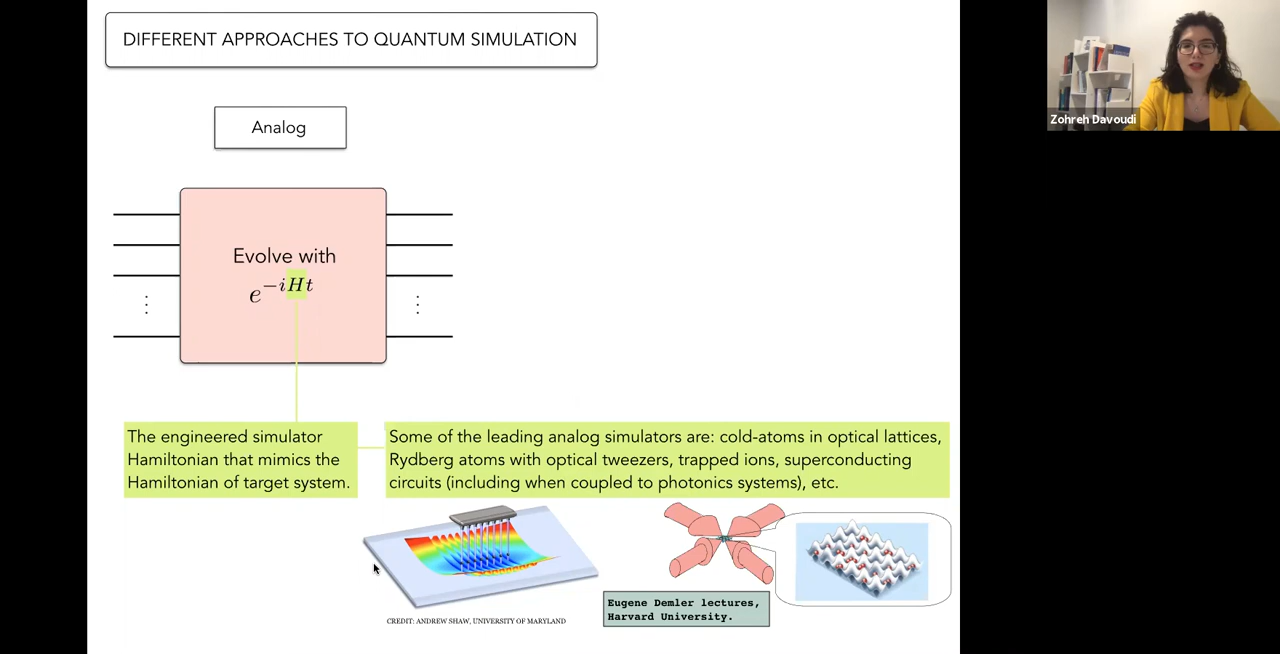 DIFFERENT APPROACHES TO QUANTUM SIMULATION
Analog
Evolve with
e^{-iHt}
The engineered simulator
Hamiltonian that mimics the
Hamiltonian of target system.
Some of the leading analog simulators are: cold-atoms in optical lattices,
Rydberg atoms with optical tweezers, trapped ions, superconducting
circuits (including when coupled to photonics systems), etc.
CREDIT: ANDREW SHAW, UNIVERSITY OF MARYLAND
Eugene Demler lectures,
Harvard University.
Zohreh Davoudi